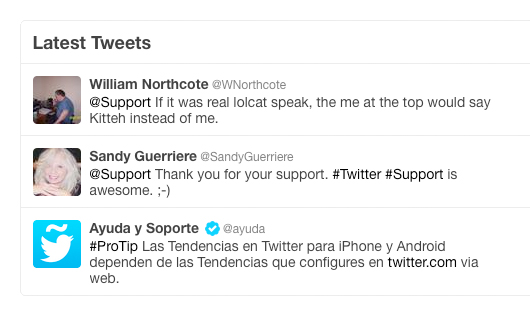 Latest Tweets
William Northcote @WNorthcote
@Support If it was real lolcat speak, the me at the top would say
Kitteh instead of me.
Sandy Guerriere @SandyGuerriere
@Support Thank you for your support. #Twitter #Support is
awesome. ;-)
Ayuda y Soporte @ayuda
#ProTip Las Tendencias en Twitter para iPhone y Android
dependen de las Tendencias que configures en twitter.com via
web.